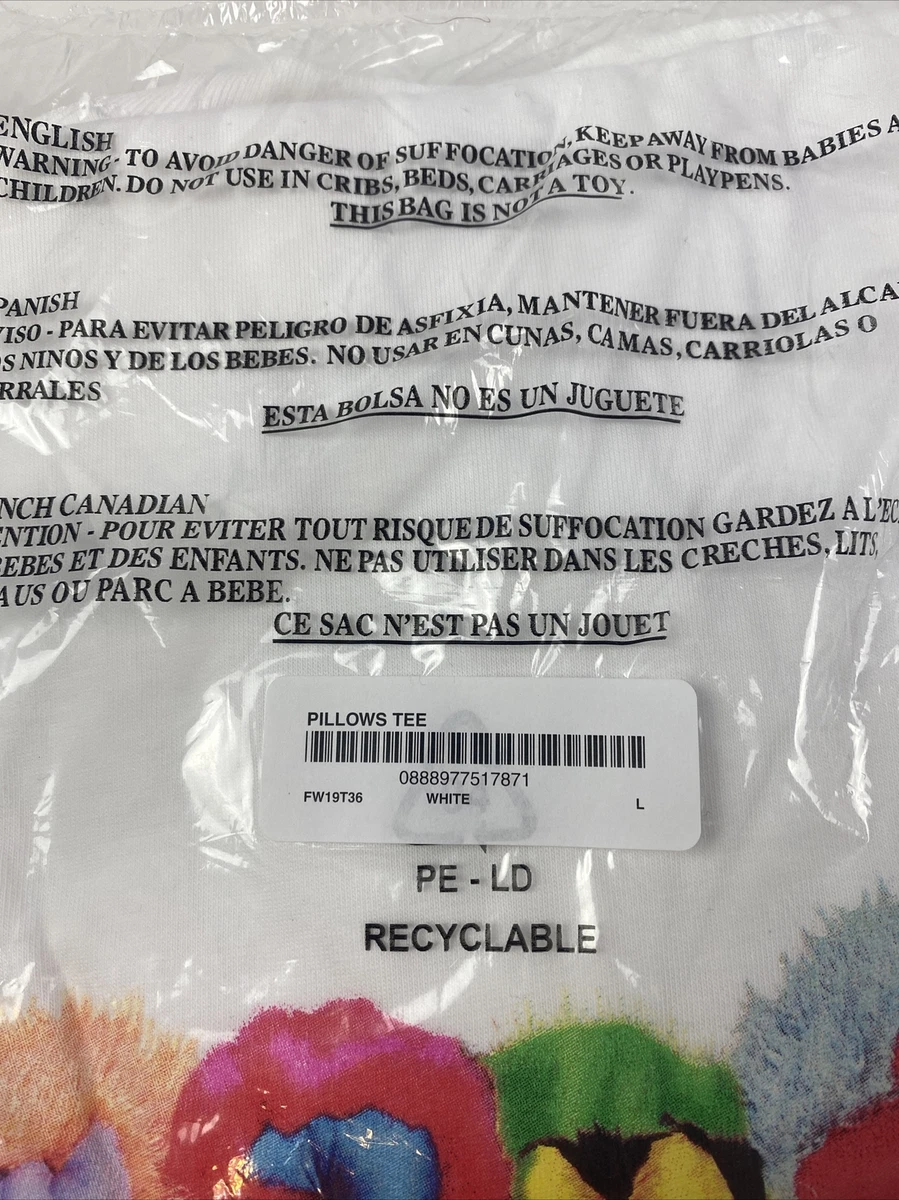 ENGLISH
WARNING- TO AVOID DANGER OF SUFFOCATION, KEEP AWAY FROM BABIES A
CHILDREN. DO NOT USE IN CRIBS, BEDS, CARRIAGES OR PLAYPENS.
THIS BAG IS NOT A TOY.
PANISH
VISO - PARA EVITAR PELIGRO DE ASFIXIA, MANTENER FUERA DEL ALCA
OS NINOS Y DE LOS BEBES. NO USAR EN CUNAS, CAMAS, CARRIOLAS O
RRALES
ESTA BOLSA NO ES UN JUGUETE
NCH CANADIAN
ENTION - POUR EVITER TOUT RISQUE DE SUFFOCATION GARDEZ A L'EC
BEBES ET DES ENFANTS. NE PAS UTILISER DANS LES CRECHES, LITS,
AUS OU PARC A BEBE.
CE SAC N'EST PAS UN JOUET
PILLOWS TEE
0888977517871
FW19T36 WHITE L
PE - LD
RECYCLABLE